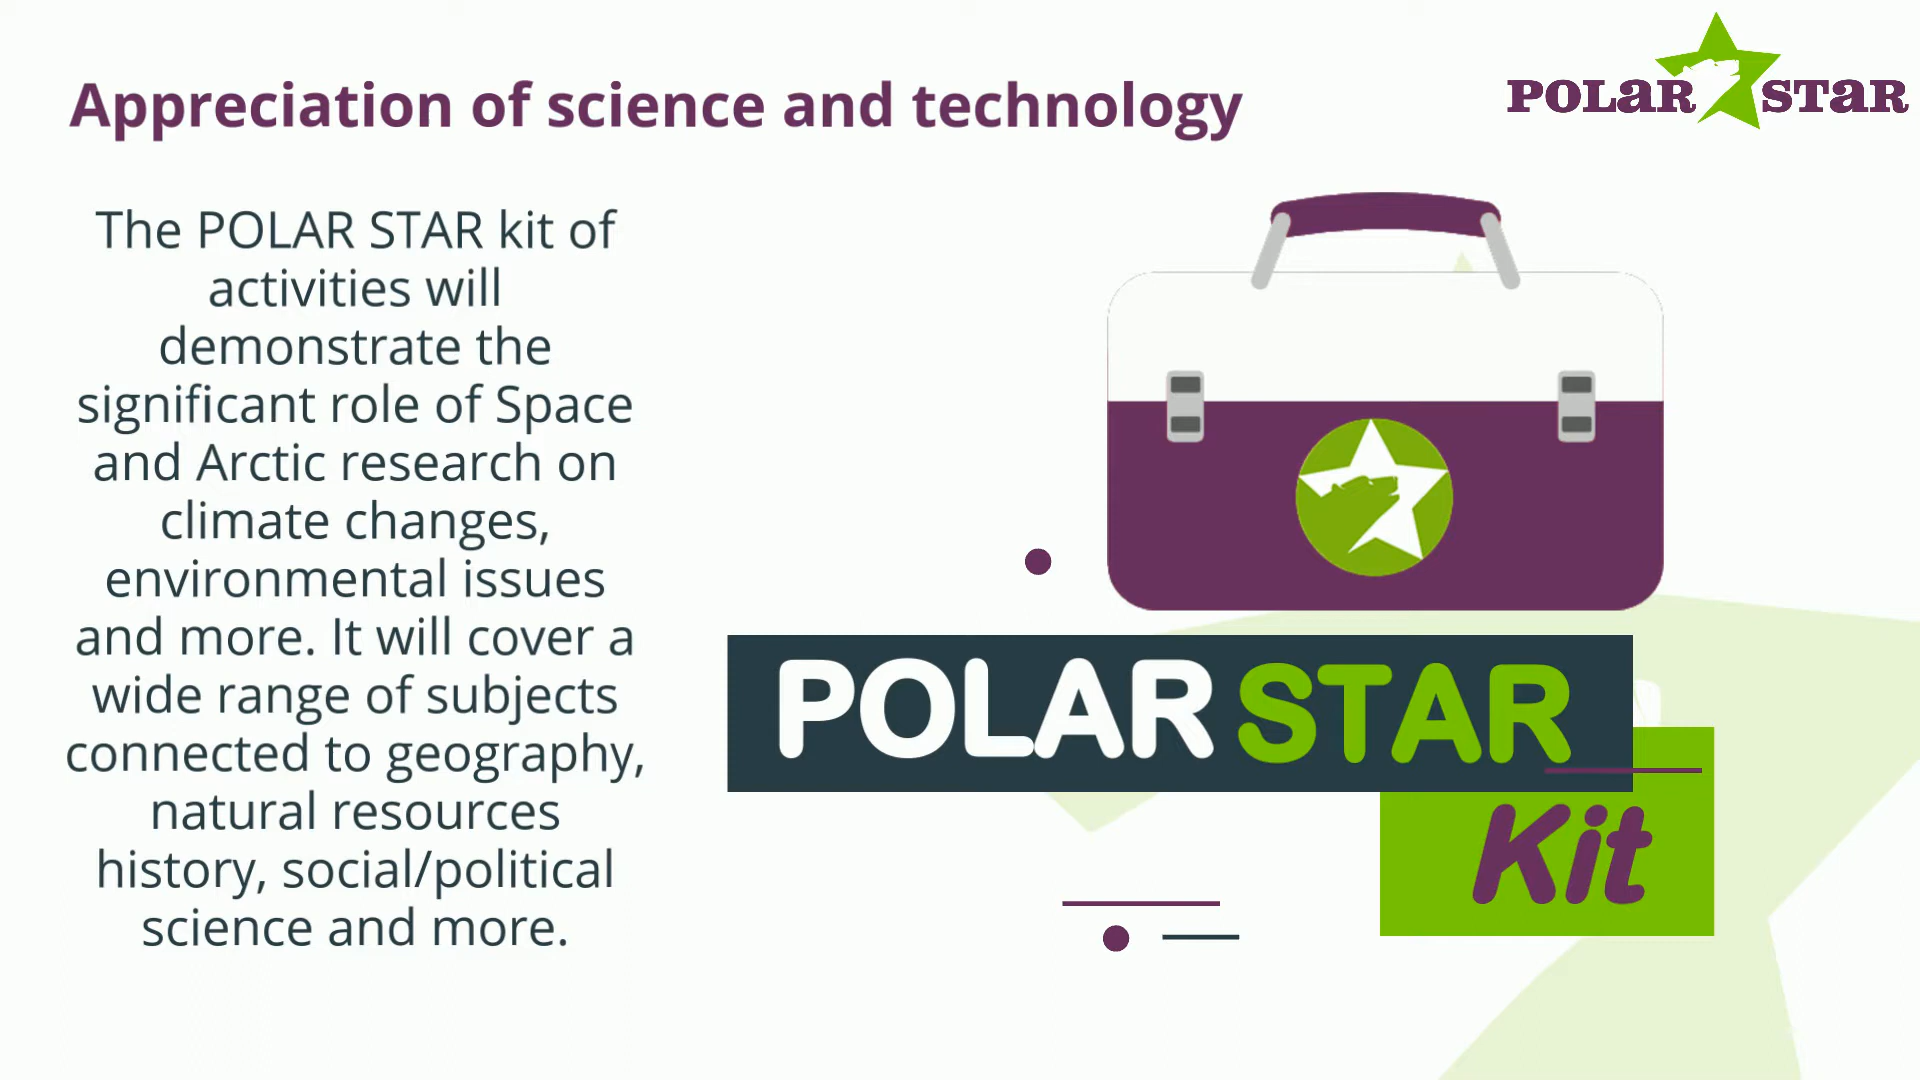 Appreciation of science and technology
POLAR STAR
The POLAR STAR kit of
activities will
demonstrate the
significant role of Space
and Arctic research on
climate changes,
environmental issues
and more. It will cover a
wide range of subjects
connected to geography,
natural resources
history, social/political
science and more.
POLAR STAR
Kit